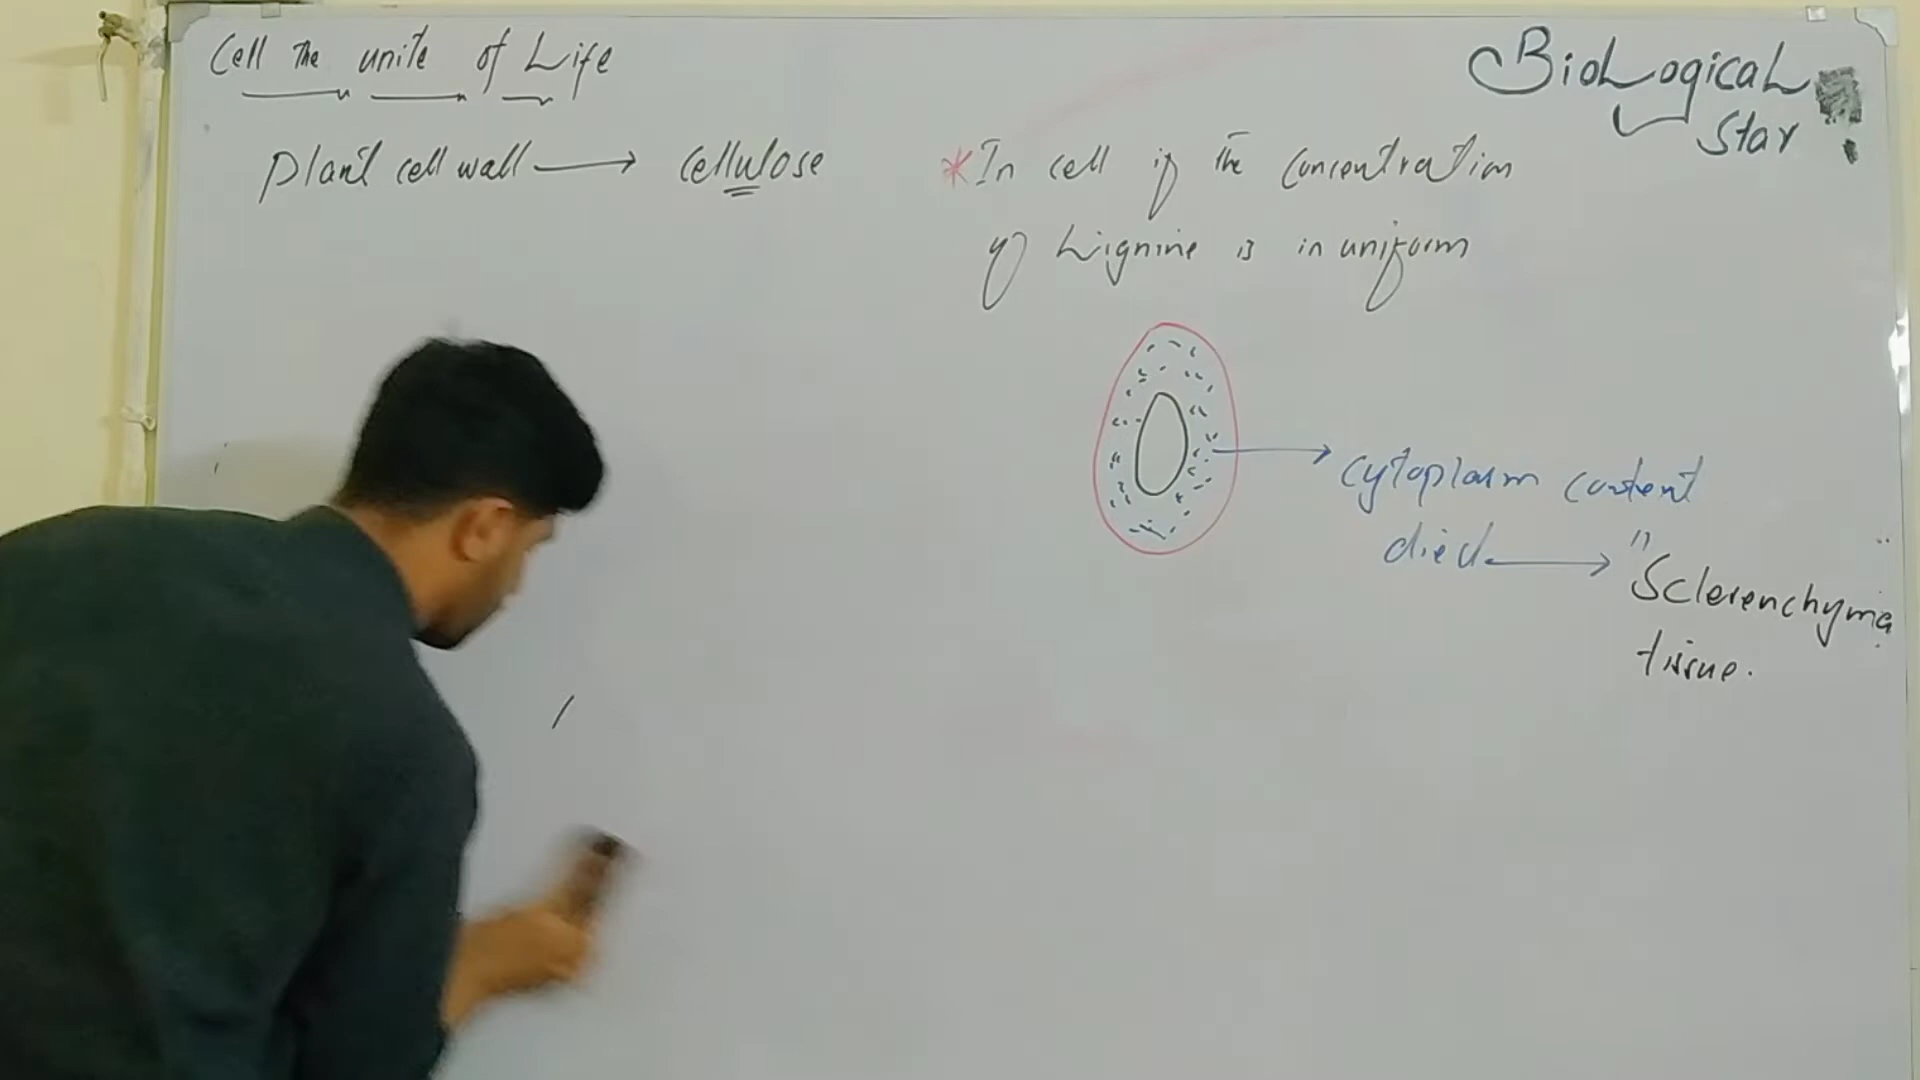 Cell The unite of Life
BioLogicaL
Star
plant cell wall → cellulose
*In cell if the concentration
of Lignine is in uniform
cytoplasm content
died → "Sclerenchyma"
tissue.